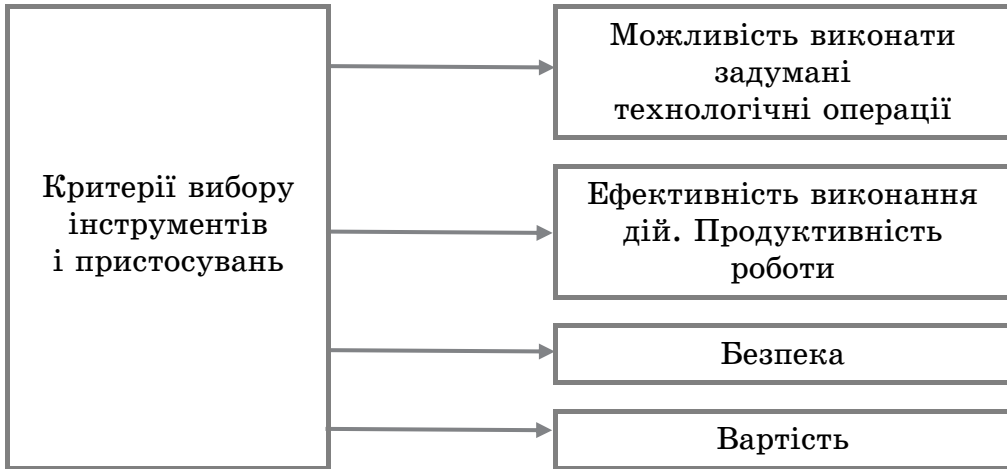 Критерії вибору
інструментів
і пристосувань
Можливість виконати
задумані
технологічні операції
Ефективність виконання
дій. Продуктивність
роботи
Безпека
Вартість